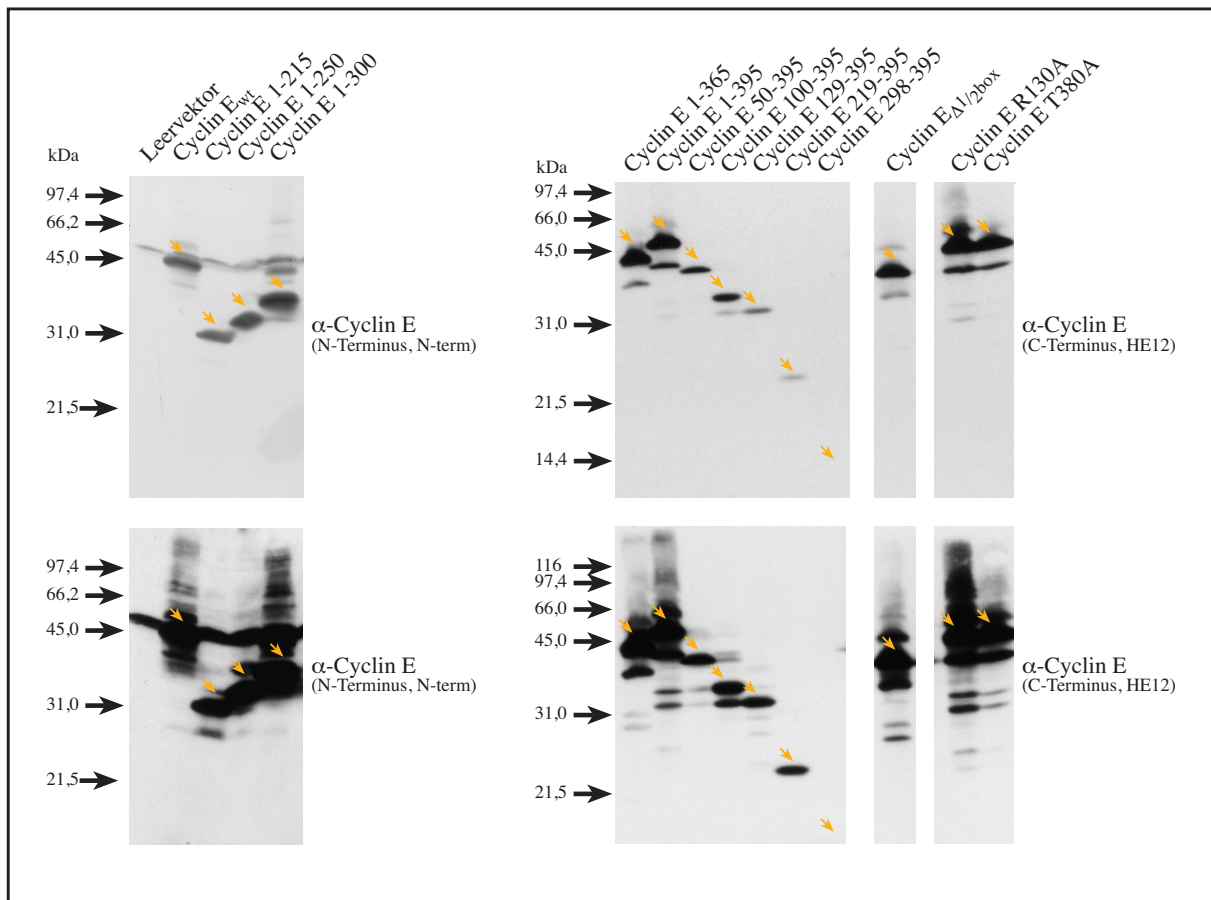 Leervektor
Cyclin Ewt
Cyclin E 1-215
Cyclin E 1-250
Cyclin E 1-300
kDa
97,4
66,2
45,0
31,0
21,5
α-Cyclin E
(N-Terminus, N-term)
Cyclin E 1-365
Cyclin E 1-395
Cyclin E 50-395
Cyclin E 100-395
Cyclin E 129-395
Cyclin E 219-395
Cyclin E 298-395
Cyclin EΔ1/2box
Cyclin E R130A
Cyclin E T380A
kDa
97,4
66,0
45,0
31,0
21,5
14,4
α-Cyclin E
(C-Terminus, HE12)
97,4
66,2
45,0
31,0
21,5
α-Cyclin E
(N-Terminus, N-term)
116
97,4
66,0
45,0
31,0
21,5
α-Cyclin E
(C-Terminus, HE12)